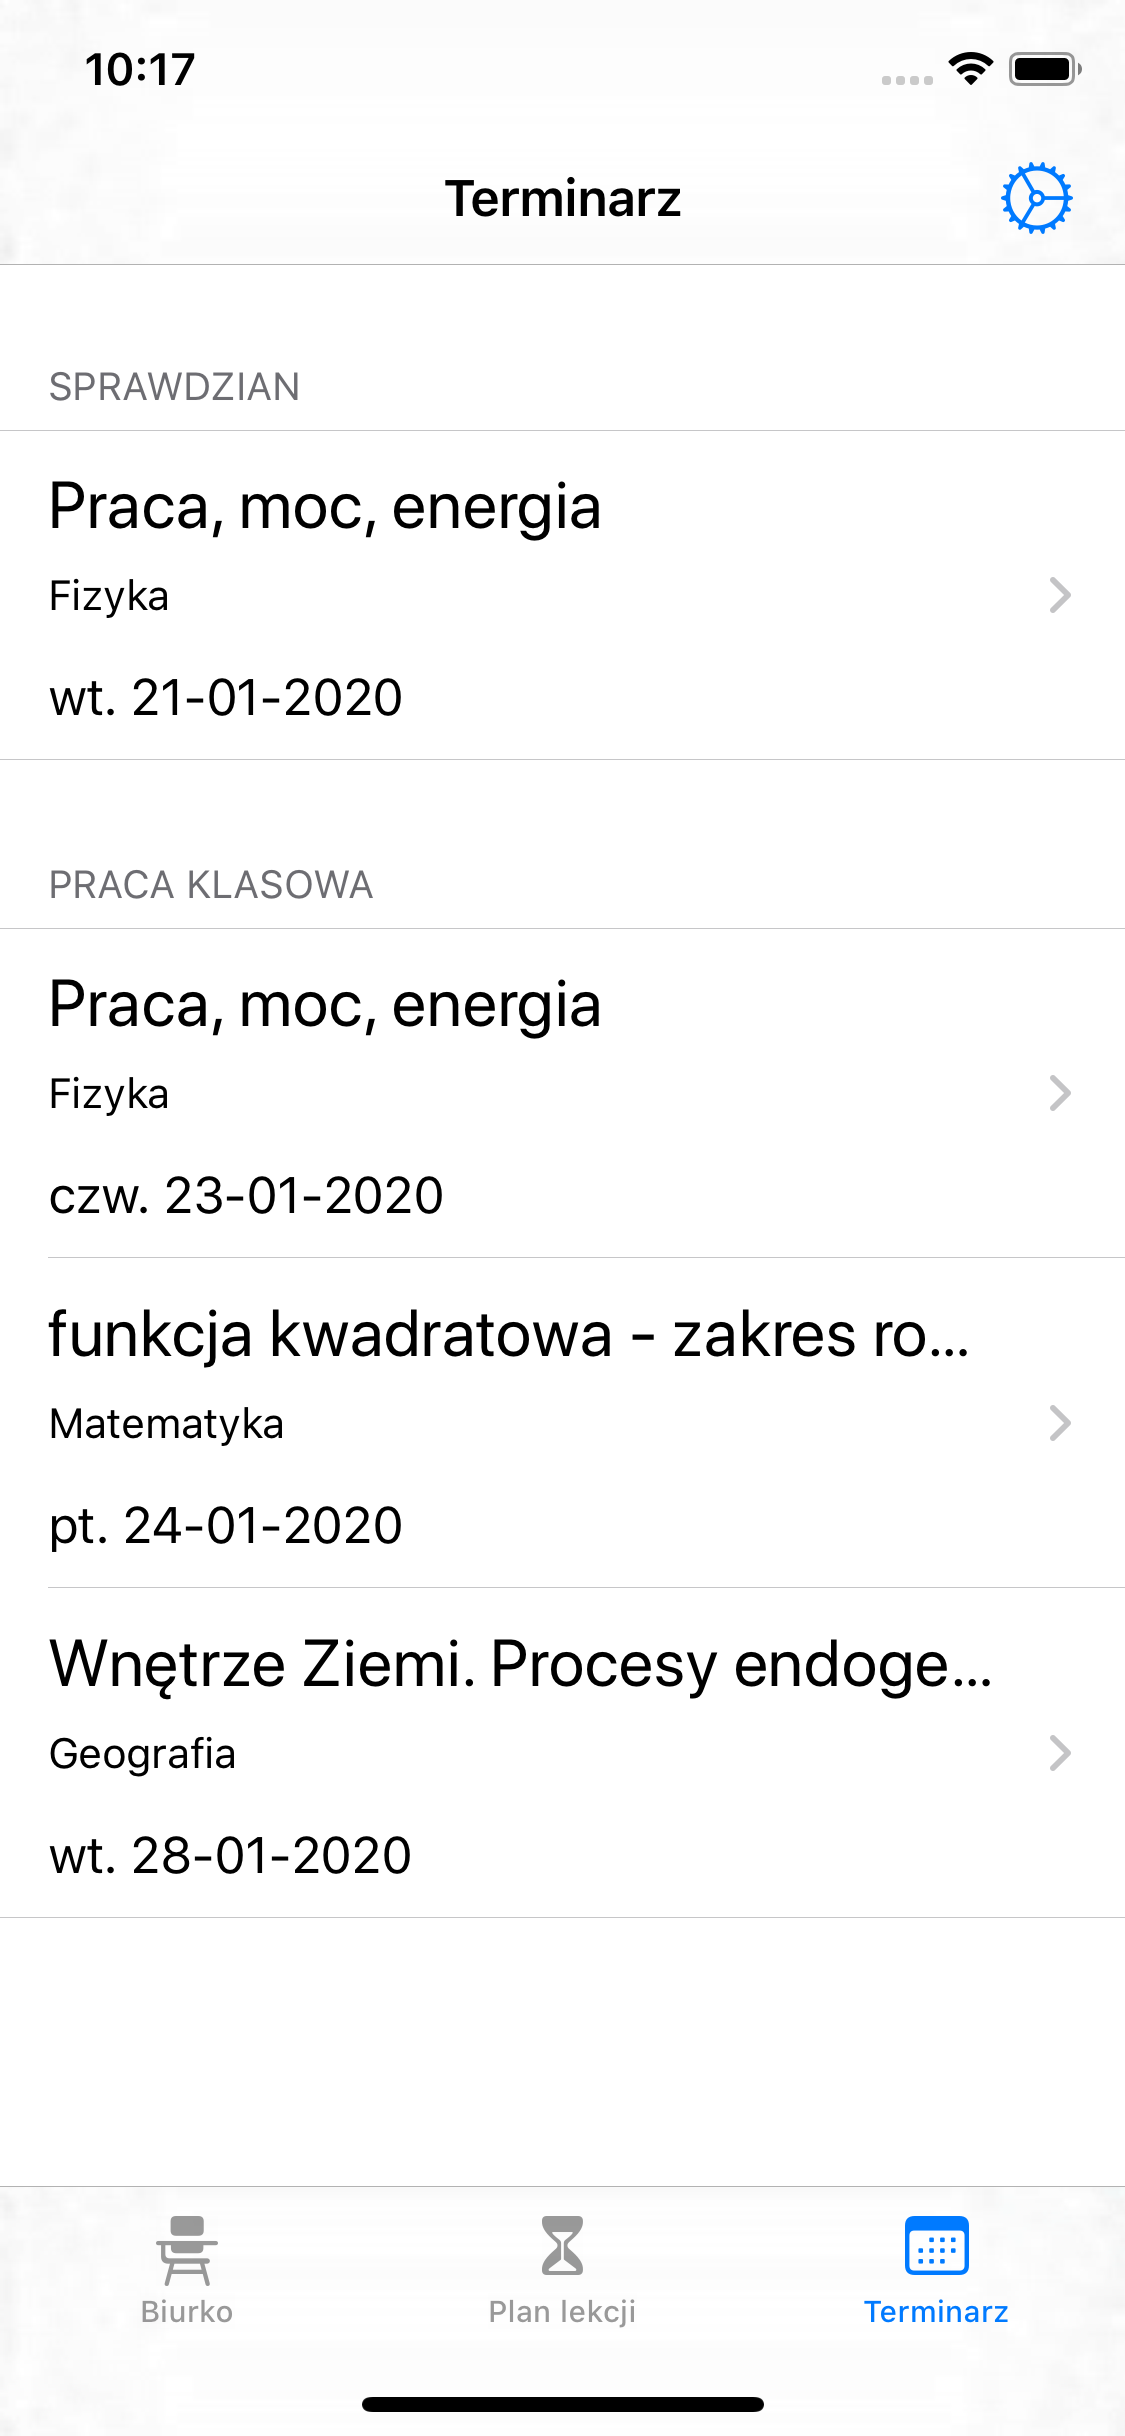 10:17
Terminarz
SPRAWDZIAN
Praca, moc, energia
Fizyka
wt. 21-01-2020
PRACA KLASOWA
Praca, moc, energia
Fizyka
czw. 23-01-2020
funkcja kwadratowa - zakres ro...
Matematyka
pt. 24-01-2020
Wnętrze Ziemi. Procesy endoge...
Geografia
wt. 28-01-2020
Biurko
Plan lekcji
Terminarz